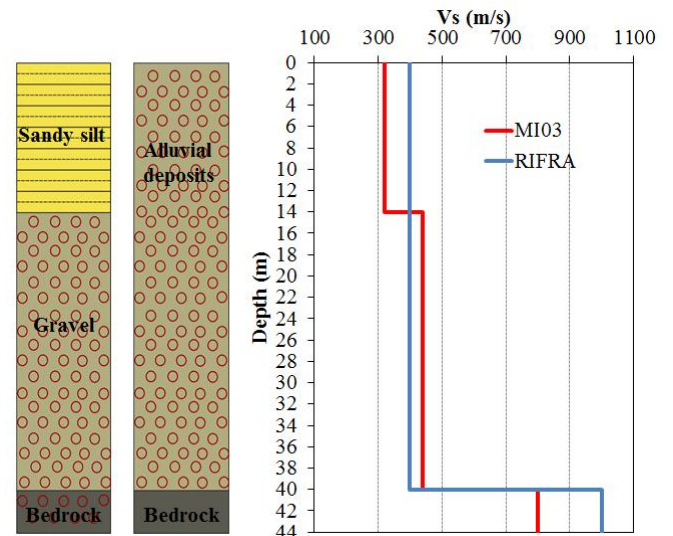 Sandy silt
Gravel
Bedrock
Alluvial
deposits
Bedrock
Vs (m/s)
100 300 500 700 900 1100
Depth (m)
0
2
4
6
8
10
12
14
16
18
20
22
24
26
28
30
32
34
36
38
40
42
44
MI03
RIFRA